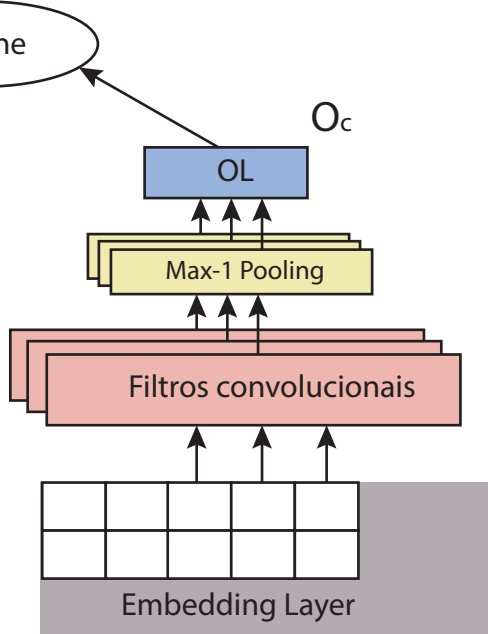 ne
Oc
OL
Max-1 Pooling
Filtros convolucionais
Embedding Layer